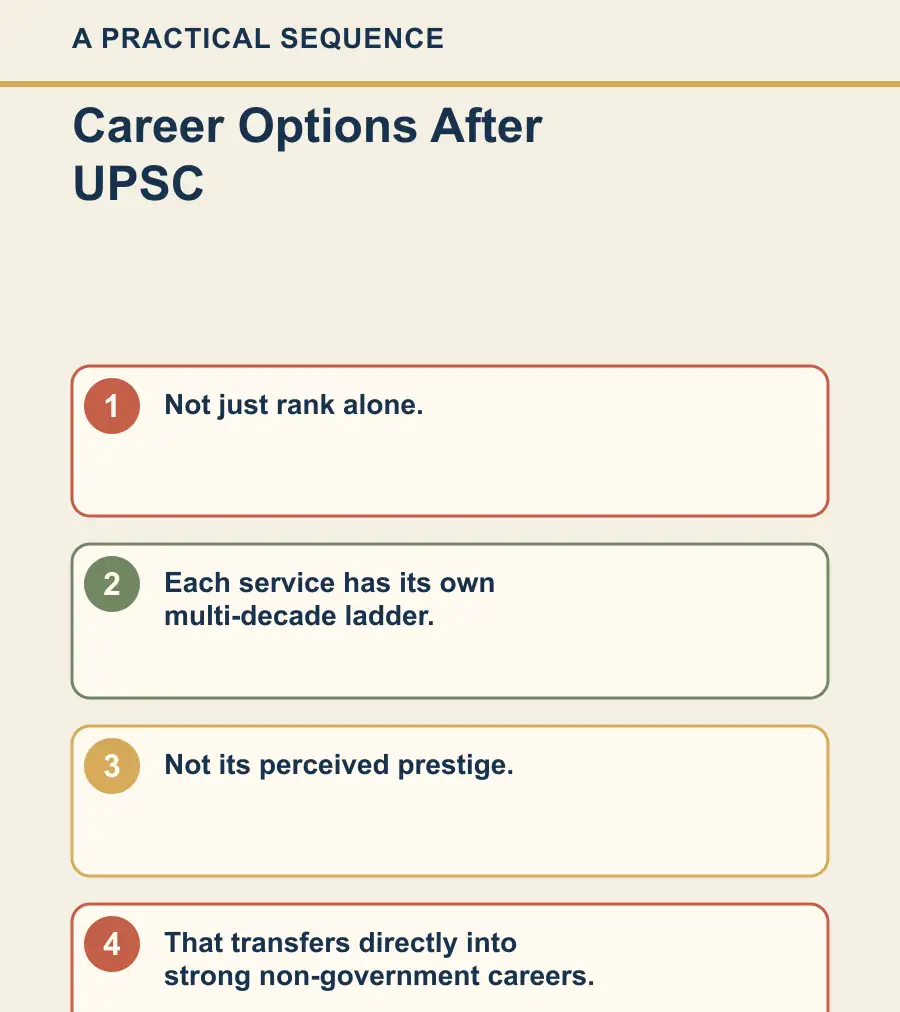 A PRACTICAL SEQUENCE
Career Options After
UPSC
1
Not just rank alone.
2
Each service has its own
multi-decade ladder.
3
Not its perceived prestige.
4
That transfers directly into
strong non-government careers.